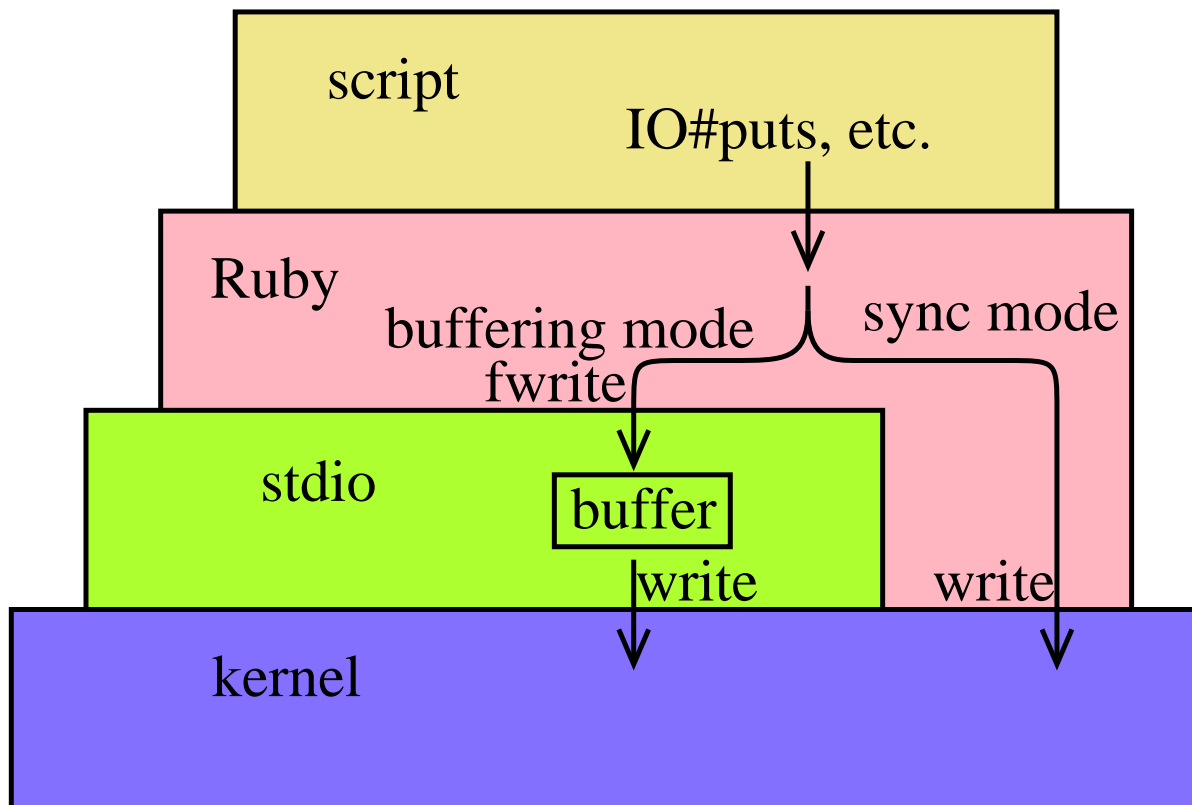 script
IO#puts, etc.
Ruby
sync mode
buffering mode
fwrite
stdio
buffer
write
write
kernel